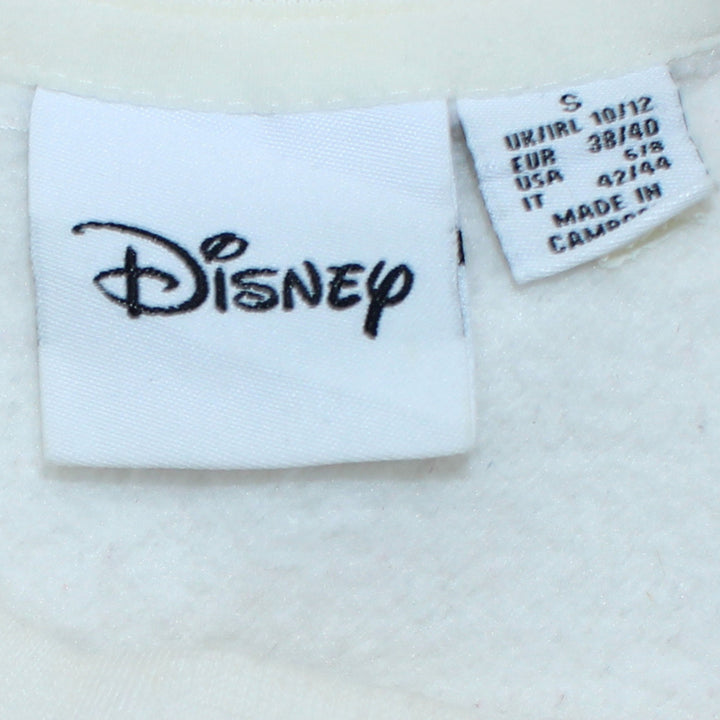 Disney
S
UK/IRL 10/12
EUR 38/40
USA 6/8
IT 42/44
MADE IN